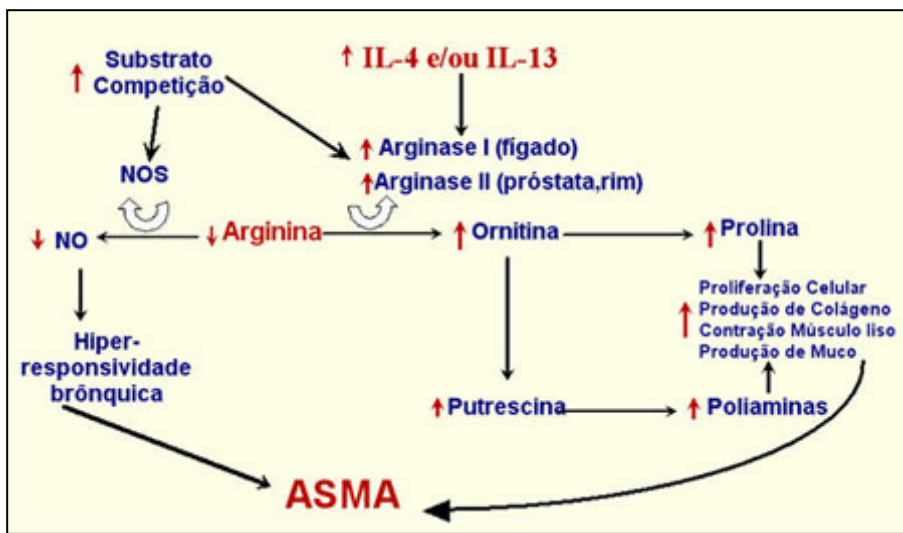 Substrato
Competição
IL-4 e/ou IL-13
Arginase I (fígado)
NOS
Arginase II (próstata,rim)
NO
Arginina
Ornitina
Prolina
Proliferação Celular
Produção de Colágeno
Contração Músculo liso
Produção de Muco
Hiper-
responsividade
brônquica
Putrescina
Poliaminas
ASMA